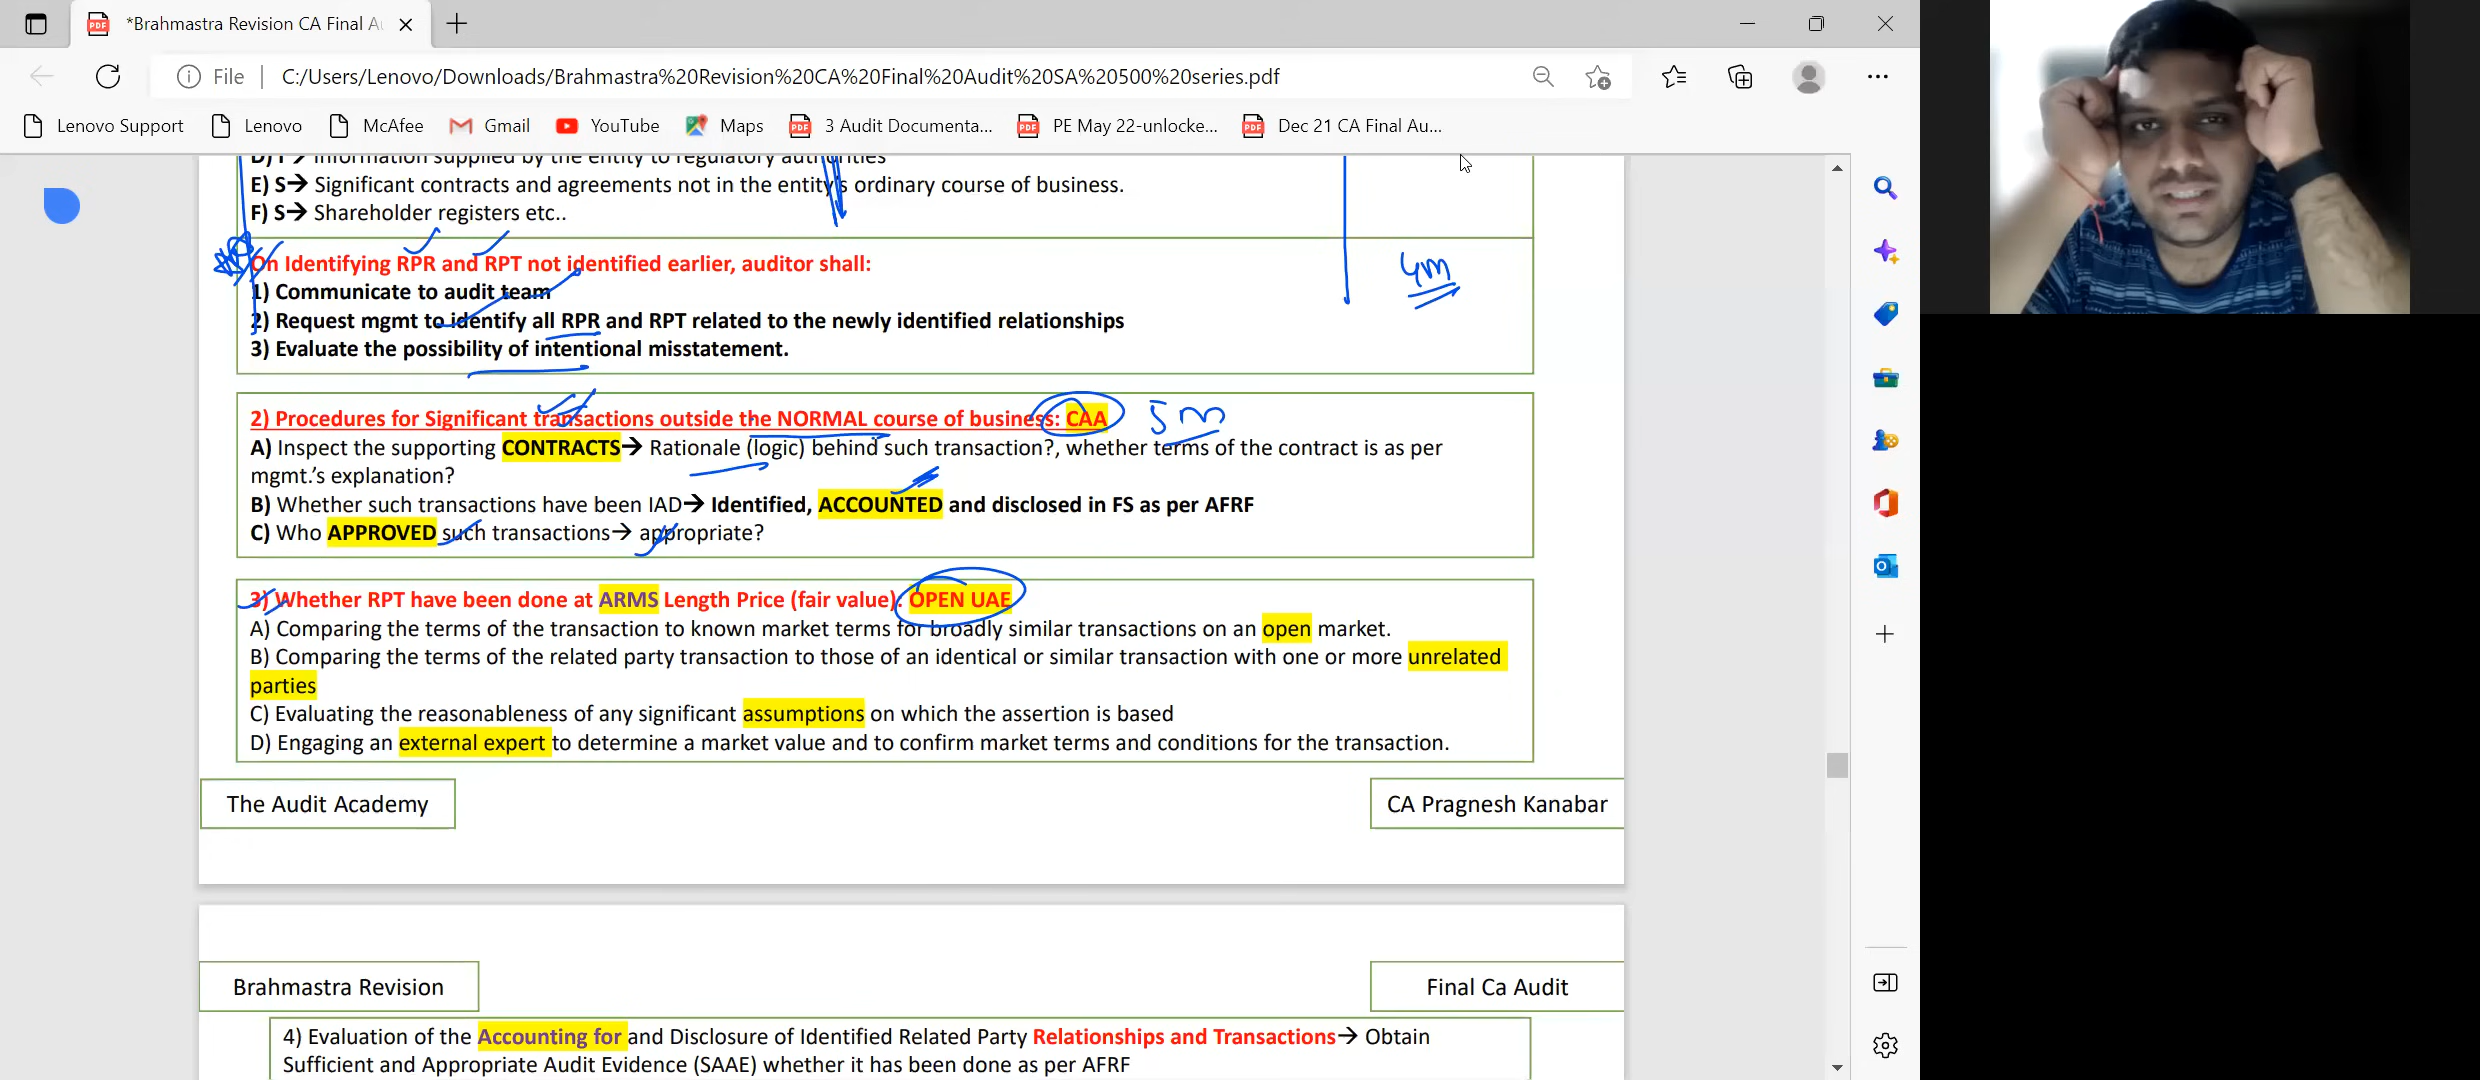 *Brahmastra Revision CA Final A
File
C:/Users/Lenovo/Downloads/Brahmastra%20Revision%20CA%20Final%20Audit%20SA%20500%20series.pdf
Lenovo Support Lenovo McAfee Gmail YouTube Maps 3 Audit Documenta... PE May 22-unlocke... Dec 21 CA Final Au...
D) I→ Information supplied by the entity to regulatory authorities
E) S→ Significant contracts and agreements not in the entity's ordinary course of business.
F) S→ Shareholder registers etc..
On Identifying RPR and RPT not identified earlier, auditor shall:
4m
1) Communicate to audit team
2) Request mgmt to identify all RPR and RPT related to the newly identified relationships
3) Evaluate the possibility of intentional misstatement.
2) Procedures for Significant transactions outside the NORMAL course of business: CAA 5m
A) Inspect the supporting CONTRACTS→ Rationale (logic) behind such transaction?, whether terms of the contract is as per
mgmt.'s explanation?
B) Whether such transactions have been IAD→ Identified, ACCOUNTED and disclosed in FS as per AFRF
C) Who APPROVED such transactions→ appropriate?
3) Whether RPT have been done at ARMS Length Price (fair value). OPEN UAE
A) Comparing the terms of the transaction to known market terms for broadly similar transactions on an open market.
B) Comparing the terms of the related party transaction to those of an identical or similar transaction with one or more unrelated
parties
C) Evaluating the reasonableness of any significant assumptions on which the assertion is based
D) Engaging an external expert to determine a market value and to confirm market terms and conditions for the transaction.
The Audit Academy
CA Pragnesh Kanabar
Brahmastra Revision
Final Ca Audit
4) Evaluation of the Accounting for and Disclosure of Identified Related Party Relationships and Transactions→ Obtain
Sufficient and Appropriate Audit Evidence (SAAE) whether it has been done as per AFRF